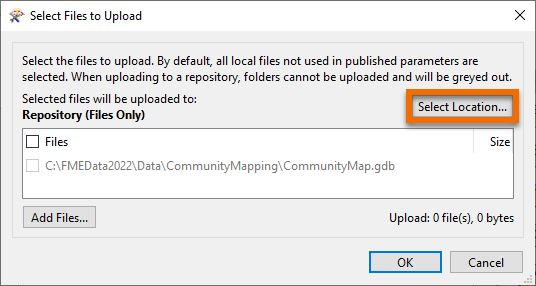 Select Files to Upload
Select the files to upload. By default, all local files not used in published parameters are
selected. When uploading to a repository, folders cannot be uploaded and will be greyed out.
Selected files will be uploaded to:
Repository (Files Only)
Select Location...
Files Size
C:\FMEData2022\Data\CommunityMapping\CommunityMap.gdb
Add Files... Upload: 0 file(s), 0 bytes
OK Cancel